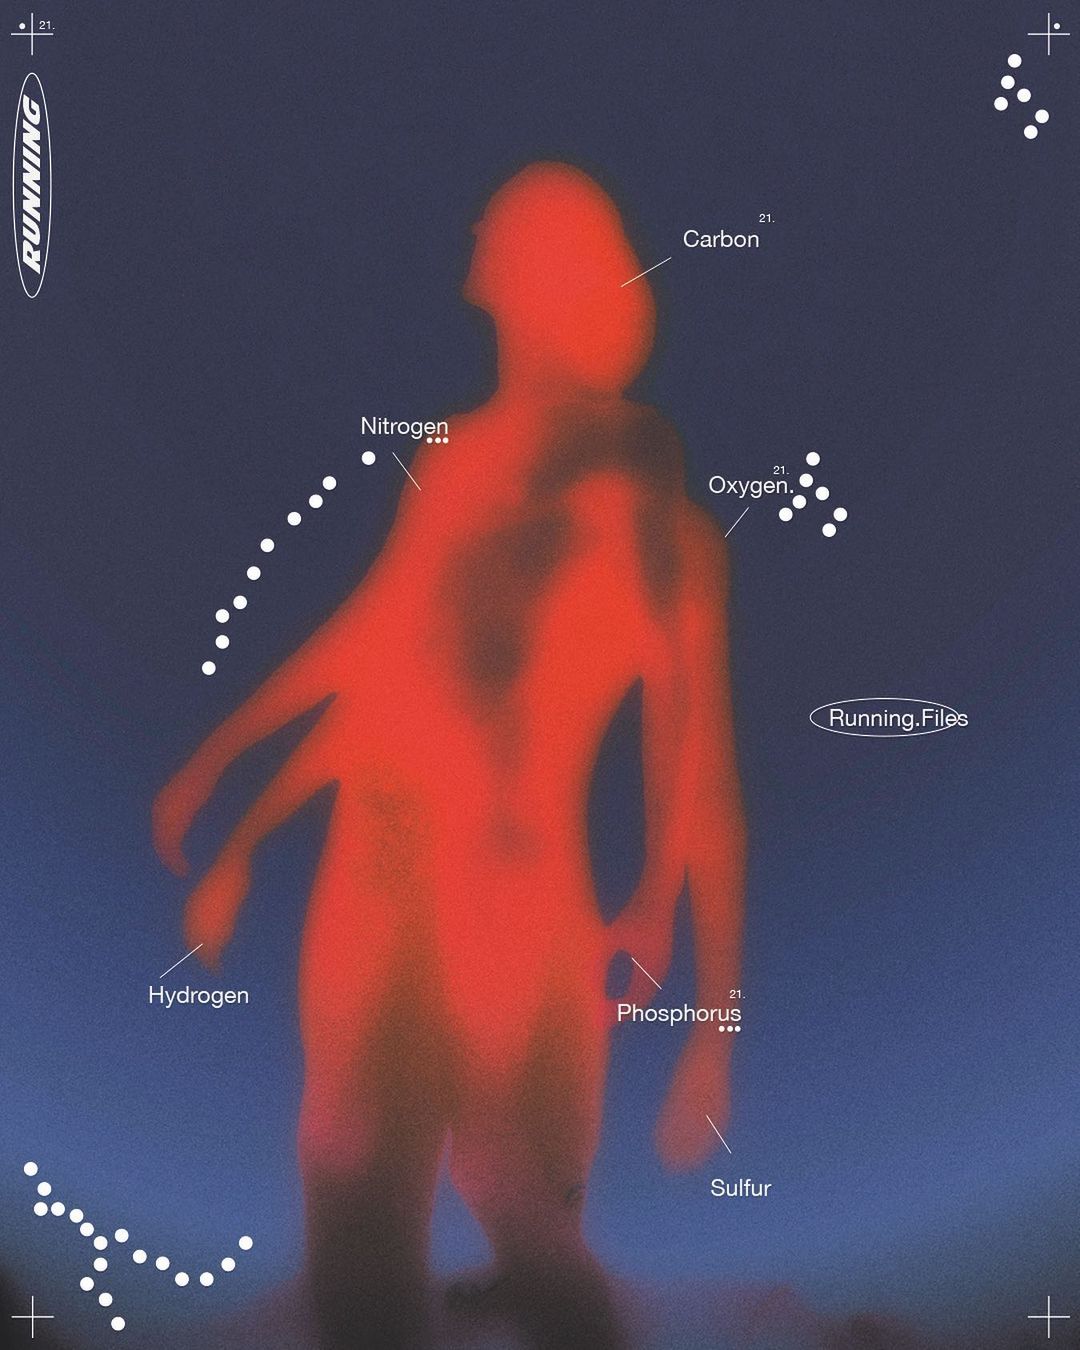 21.
RUNNING
21.
Carbon
Nitrogen
21.
Oxygen.
Running.Files
Hydrogen
21.
Phosphorus
Sulfur